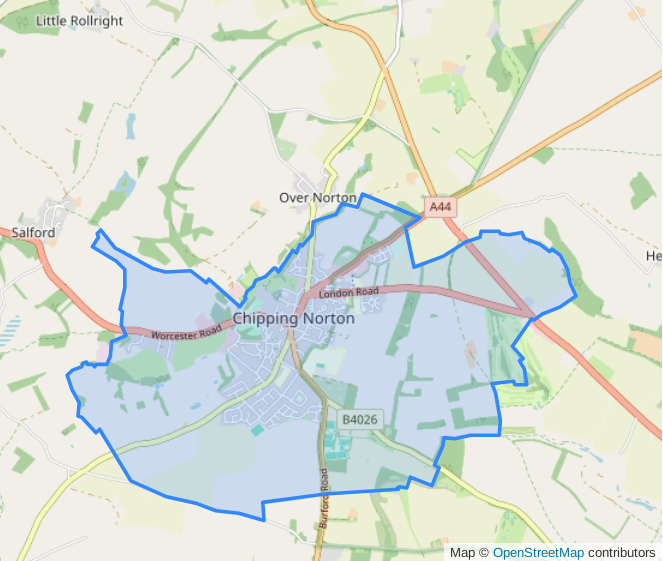 Little Rollright
Over Norton
A44
Salford
He
London Road
Chipping Norton
Worcester Road
B4026
Burford Road
Map © OpenStreetMap contributors